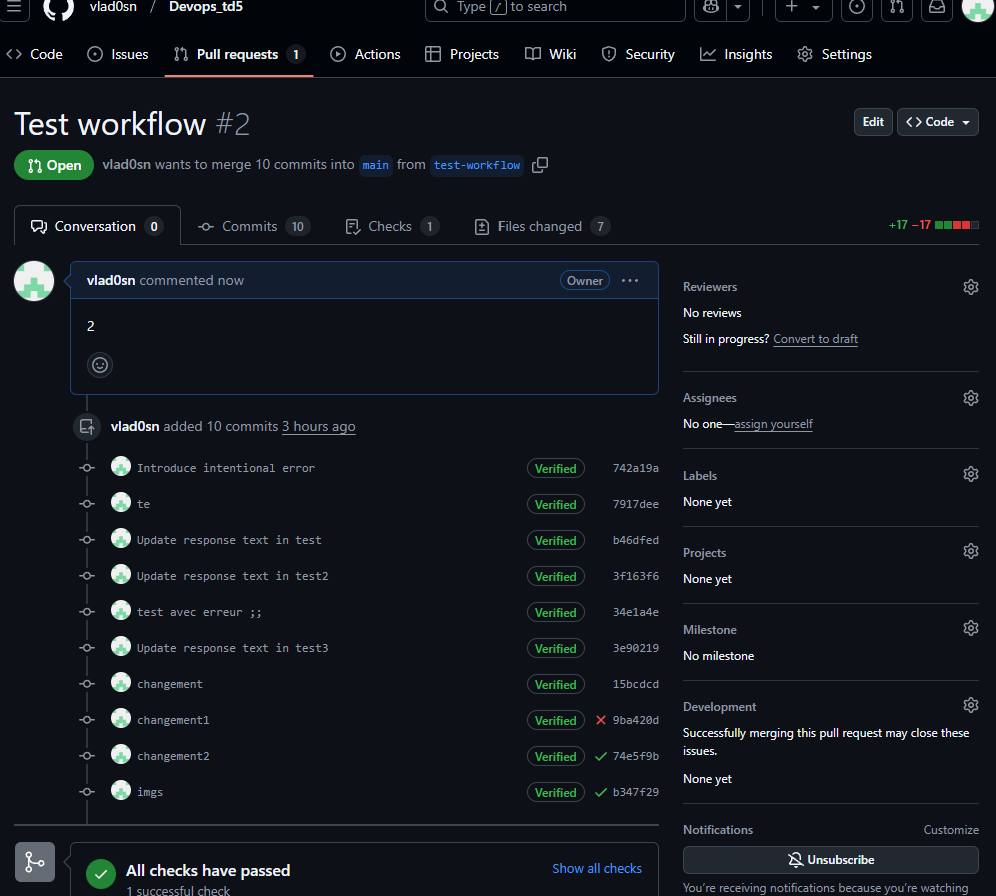 vlad0sn / Devops_td5
Type / to search
Code Issues Pull requests 1 Actions Projects Wiki Security Insights Settings
Test workflow #2
Edit
Code
Open
vlad0sn wants to merge 10 commits into main from test-workflow
Conversation 0
Commits 10
Checks 1
Files changed 7
+17 −17
vlad0sn commented now
Owner
2
vlad0sn added 10 commits 3 hours ago
Introduce intentional error Verified 742a19a
te Verified 7917dee
Update response text in test Verified b46dfed
Update response text in test2 Verified 3f163f6
test avec erreur ;; Verified 34e1a4e
Update response text in test3 Verified 3e90219
changement Verified 15bcdcd
changement1 Verified 9ba420d
changement2 Verified 74e5f9b
imgs Verified b347f29
All checks have passed
Show all checks
1 successful check
Reviewers
No reviews
Still in progress? Convert to draft
Assignees
No one—assign yourself
Labels
None yet
Projects
None yet
Milestone
No milestone
Development
Successfully merging this pull request may close these
issues.
None yet
Notifications
Customize
Unsubscribe
You're receiving notifications because you're watching